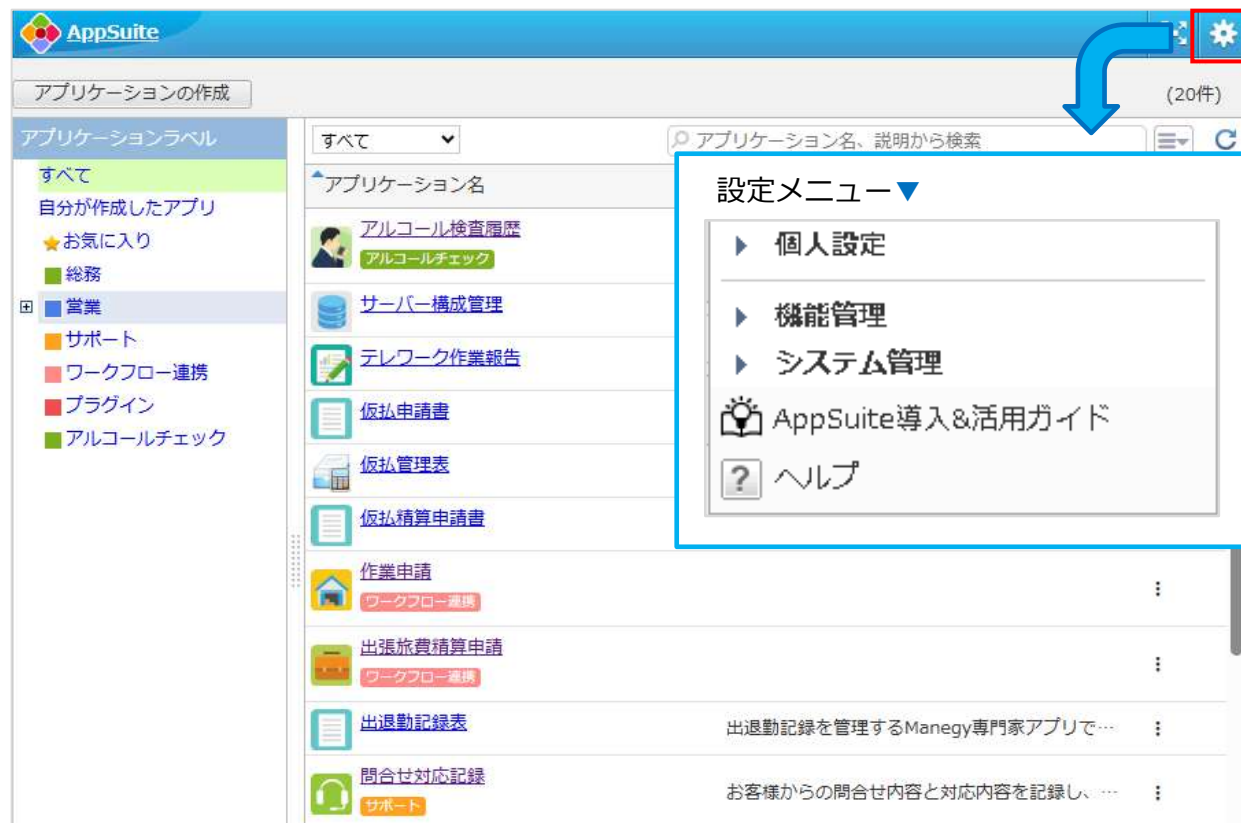 AppSuite
アプリケーションの作成
(20件)
アプリケーションラベル
すべて
自分が作成したアプリ
お気に入り
総務
営業
サポート
ワークフロー連携
プラグイン
アルコールチェック
すべて
アプリケーション名、説明から検索
アプリケーション名
アルコール検査履歴
アルコールチェック
サーバー構成管理
テレワーク作業報告
仮払申請書
仮払管理表
仮払精算申請書
作業申請
ワークフロー連携
出張旅費精算申請
ワークフロー連携
出退勤記録表
出退勤記録を管理するManegy専門家アプリで…
問合せ対応記録
サポート
お客様からの問合せ内容と対応内容を記録し、…
設定メニュー▼
個人設定
機能管理
システム管理
AppSuite導入&活用ガイド
? ヘルプ